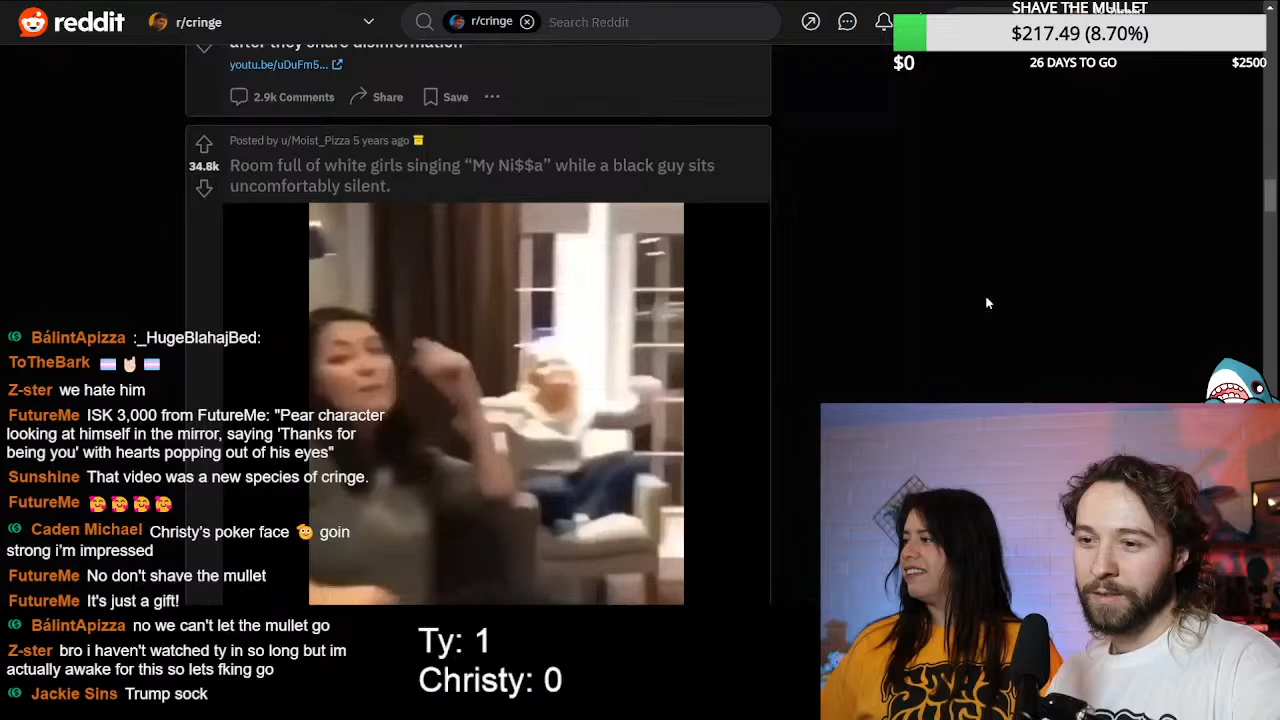 reddit
r/cringe
r/cringe
Search Reddit
SHAVE THE MULLET
$217.49 (8.70%)
$0
26 DAYS TO GO
$2500
after they share disinformation
youtu.be/uDuFm5...
2.9k Comments
Share
Save
Posted by u/Moist_Pizza 5 years ago
34.8k
Room full of white girls singing “My Ni$$a” while a black guy sits
uncomfortably silent.
BálintApizza :_HugeBlahajBed:
ToTheBark
Z-ster we hate him
FutureMe ISK 3,000 from FutureMe: "Pear character
looking at himself in the mirror, saying 'Thanks for
being you' with hearts popping out of his eyes"
Sunshine That video was a new species of cringe.
FutureMe
Caden Michael Christy's poker face goin
strong i'm impressed
FutureMe No don't shave the mullet
FutureMe It's just a gift!
BálintApizza no we can't let the mullet go
Z-ster bro i haven't watched ty in so long but im
actually awake for this so lets fking go
Jackie Sins Trump sock
Ty: 1
Christy: 0